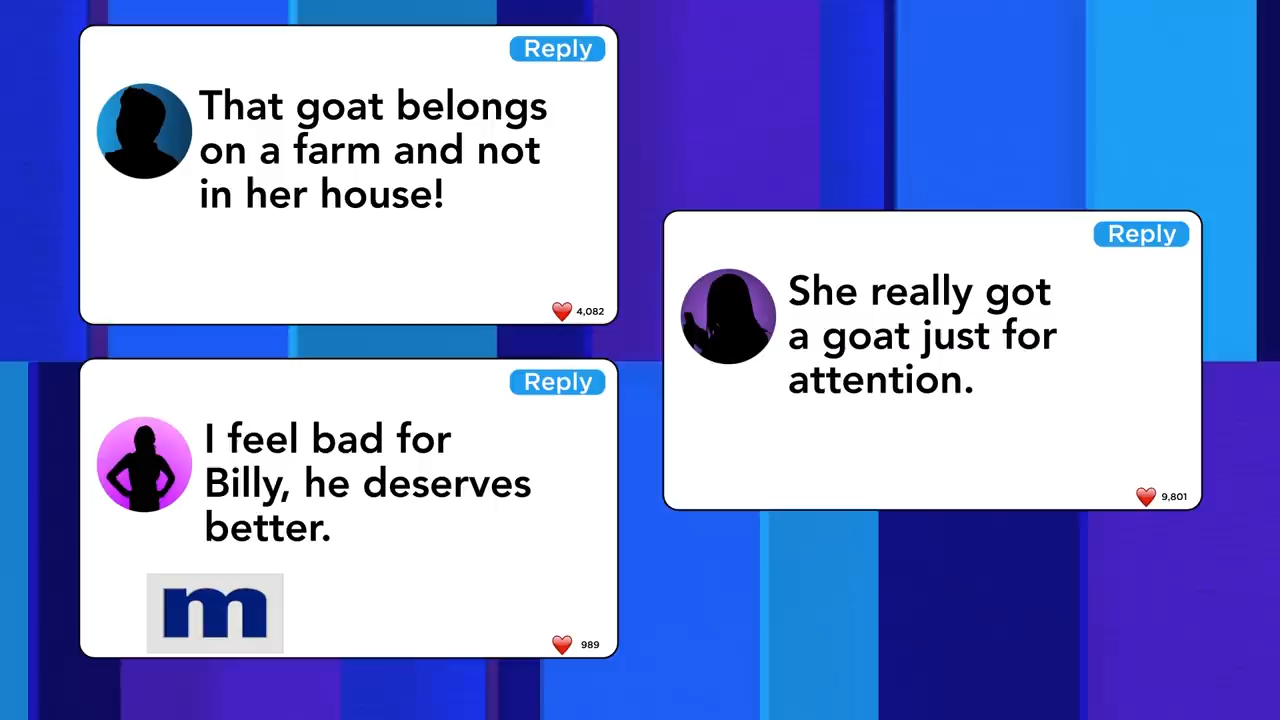 Reply
That goat belongs
on a farm and not
in her house!
4,082
Reply
I feel bad for
Billy, he deserves
better.
m
989
Reply
She really got
a goat just for
attention.
9,801